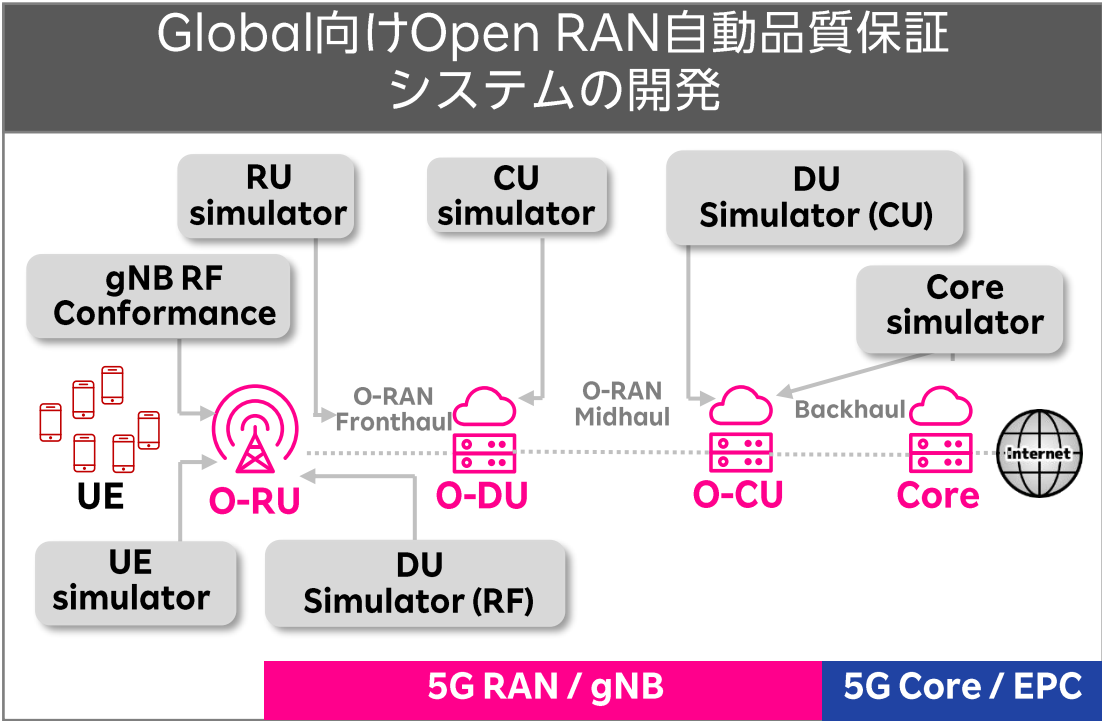 Global向けOpen RAN自動品質保証
システムの開発
RU
simulator
CU
simulator
DU
Simulator (CU)
gNB RF
Conformance
Core
simulator
O-RAN
Fronthaul
O-RAN
Midhaul
Backhaul
internet
UE
O-RU
O-DU
O-CU
Core
UE
simulator
DU
Simulator (RF)
5G RAN / gNB
5G Core / EPC